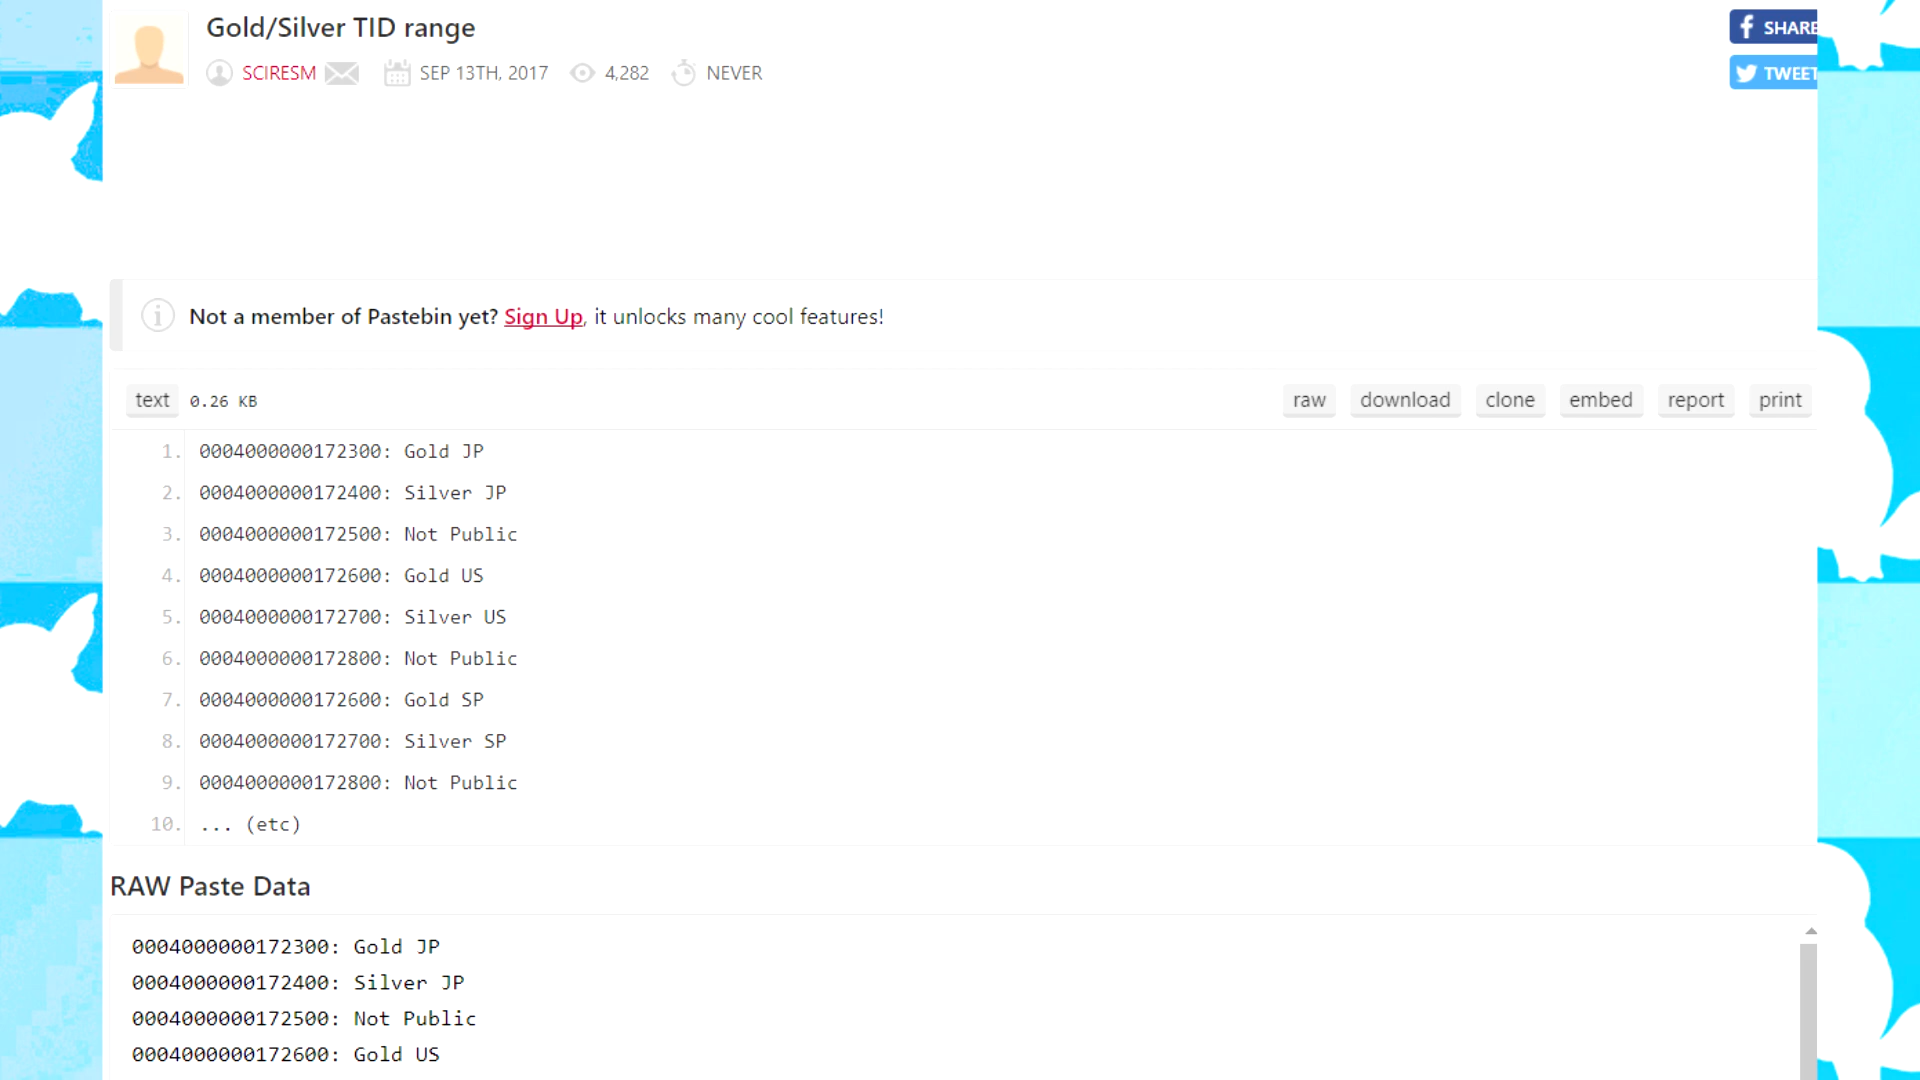 Gold/Silver TID range
SCIRESM SEP 13TH, 2017 4,282 NEVER
SHARE
TWEET
Not a member of Pastebin yet? Sign Up, it unlocks many cool features!
text 0.26 KB raw download clone embed report print
1. 0004000000172300: Gold JP
2. 0004000000172400: Silver JP
3. 0004000000172500: Not Public
4. 0004000000172600: Gold US
5. 0004000000172700: Silver US
6. 0004000000172800: Not Public
7. 0004000000172600: Gold SP
8. 0004000000172700: Silver SP
9. 0004000000172800: Not Public
10. ... (etc)
RAW Paste Data
0004000000172300: Gold JP
0004000000172400: Silver JP
0004000000172500: Not Public
0004000000172600: Gold US